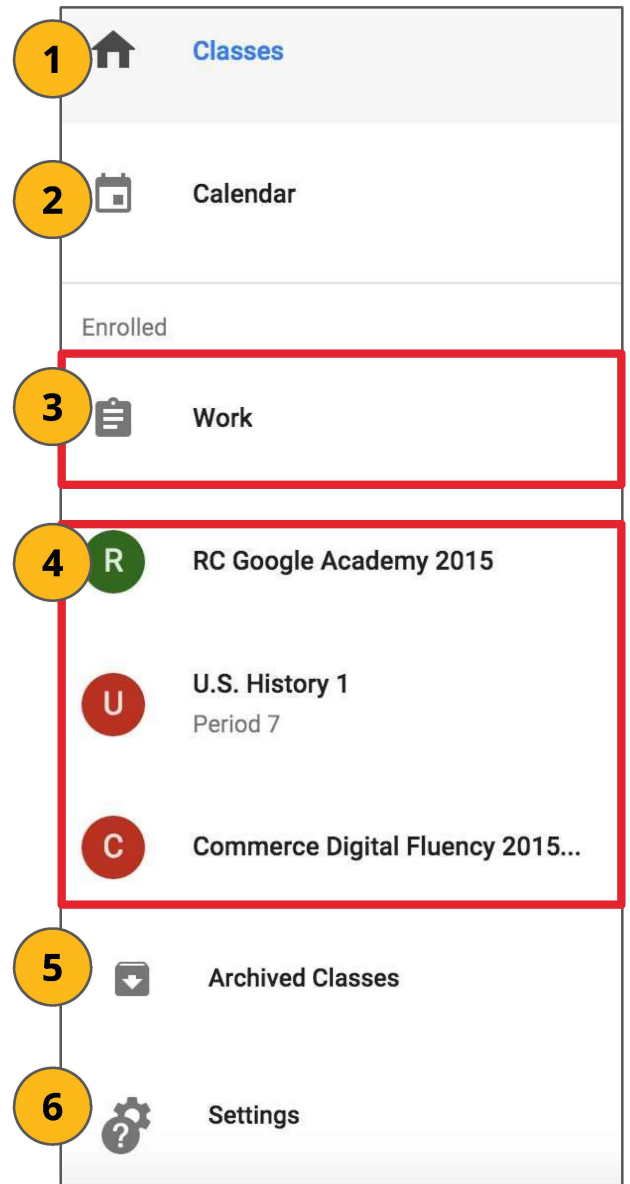 1 Classes
2 Calendar
Enrolled
3 Work
4 R RC Google Academy 2015
U U.S. History 1
Period 7
C Commerce Digital Fluency 2015...
5 Archived Classes
6 ? Settings